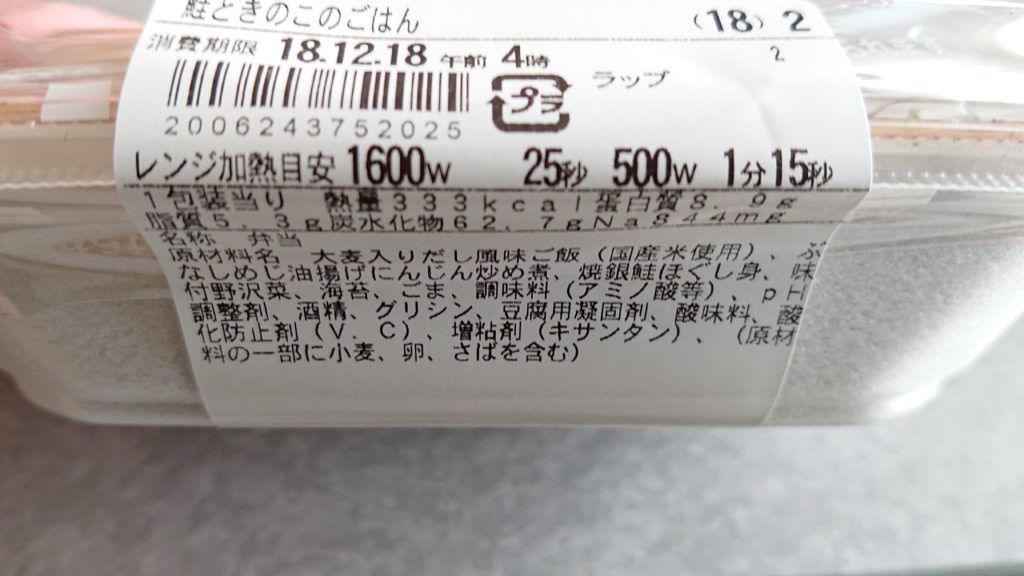 鮭ときのこのごはん
(18) 2
消費期限 18.12.18 午前 4時
2
ラップ
プラ
2006243752025
レンジ加熱目安 1600W 25秒 500W 1分15秒
1包装当り 熱量333kcal 蛋白質8.9g
脂質5.3g炭水化物62.7gNa844mg
名称 弁当
原材料名 大麦入りだし風味ご飯(国産米使用)、ぶ
なしめじ油揚げにんじん炒め煮、焼銀鮭ほぐし身、味
付野沢菜、海苔、ごま、調味料(アミノ酸等)、pH
調整剤、酒精、グリシン、豆腐用凝固剤、酸味料、酸
化防止剤(V.C)、増粘剤(キサンタン)、(原材
料の一部に小麦、卵、さばを含む)